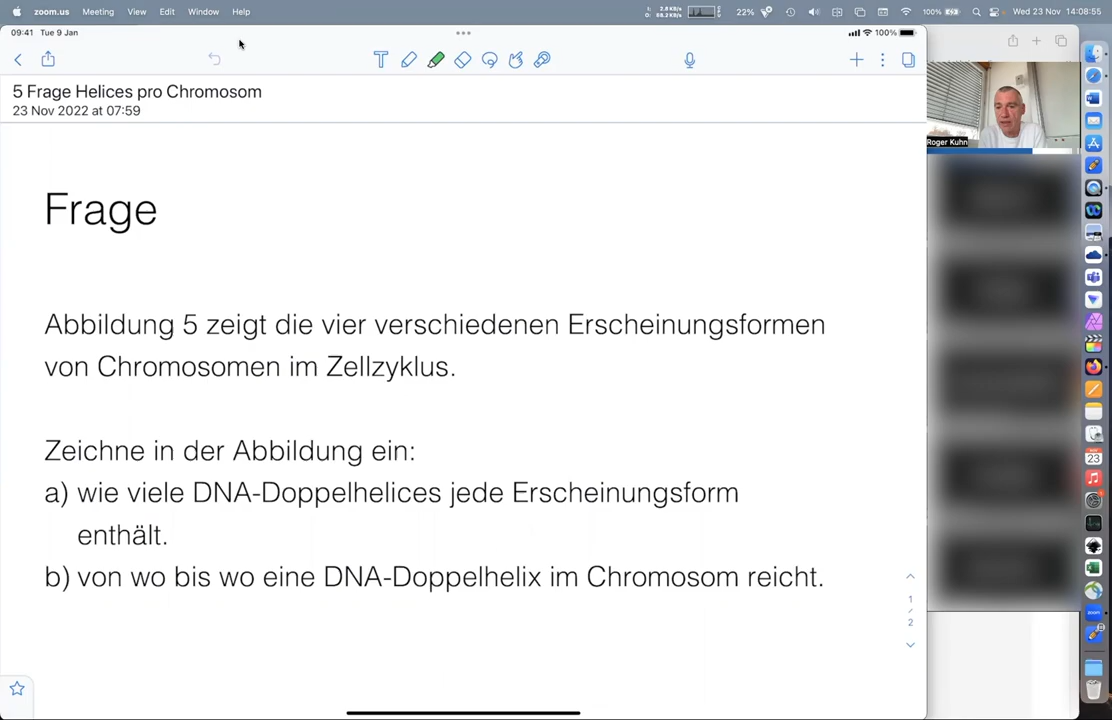 zoom.us Meeting View Edit Window Help
22% 100% Wed 23 Nov 14:08:55
09:41 Tue 9 Jan
100%
5 Frage Helices pro Chromosom
23 Nov 2022 at 07:59
Roger Kuhn
Frage
Abbildung 5 zeigt die vier verschiedenen Erscheinungsformen
von Chromosomen im Zellzyklus.
Zeichne in der Abbildung ein:
a) wie viele DNA-Doppelhelices jede Erscheinungsform
enthält.
b) von wo bis wo eine DNA-Doppelhelix im Chromosom reicht.
1
/
2